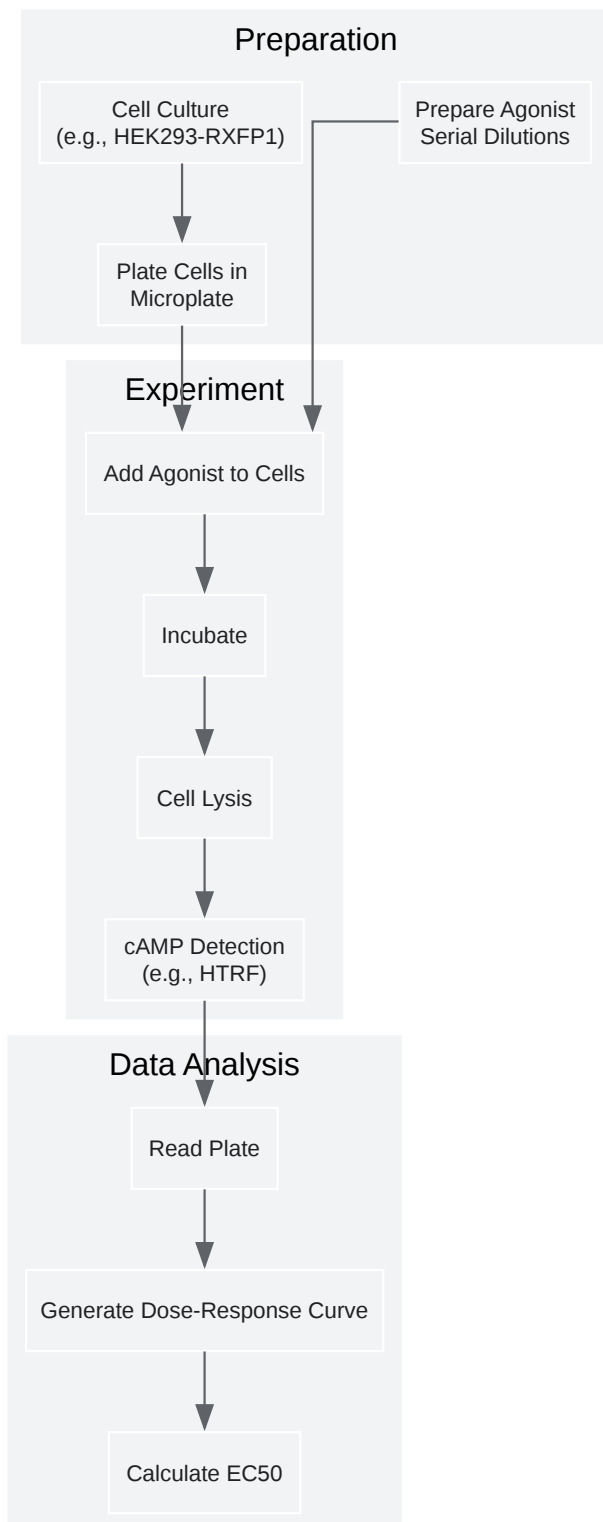 Preparation
Cell Culture
(e.g., HEK293-RXFP1)
Prepare Agonist
Serial Dilutions
Plate Cells in
Microplate
Experiment
Add Agonist to Cells
Incubate
Cell Lysis
cAMP Detection
(e.g., HTRF)
Data Analysis
Read Plate
Generate Dose-Response Curve
Calculate EC50